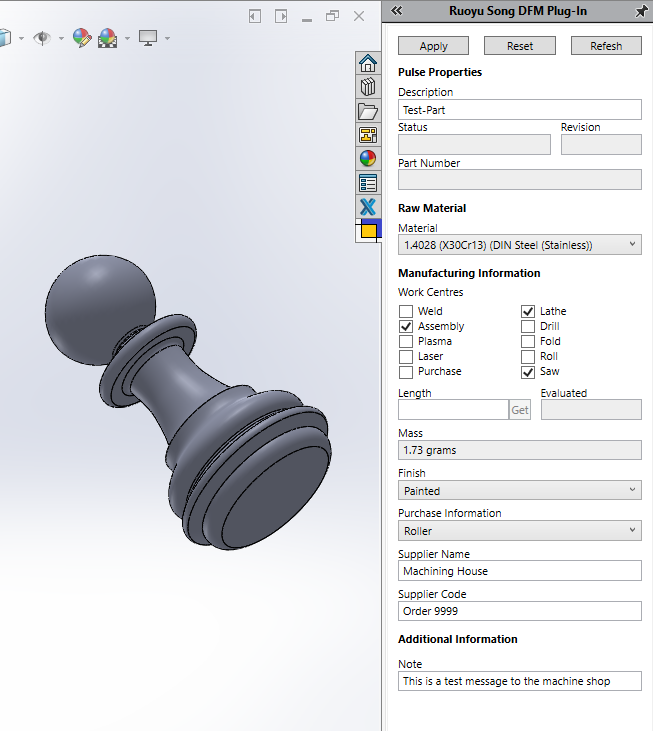 Ruoyu Song DFM Plug-In
Apply Reset Refesh
Pulse Properties
Description
Test-Part
Status Revision
Part Number
Raw Material
Material
1.4028 (X30Cr13) (DIN Steel (Stainless))
Manufacturing Information
Work Centres
Weld Lathe
Assembly Drill
Plasma Fold
Laser Roll
Purchase Saw
Length Evaluated
Get
Mass
1.73 grams
Finish
Painted
Purchase Information
Roller
Supplier Name
Machining House
Supplier Code
Order 9999
Additional Information
Note
This is a test message to the machine shop